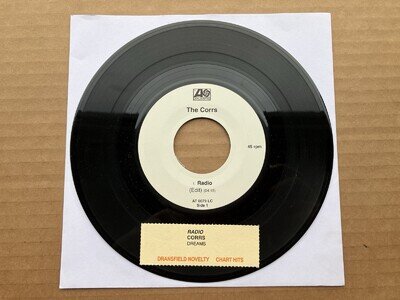 The Corrs
45 rpm
Radio
(Edit)
AT 0079 LC
Side 1
RADIO
CORRS
DREAMS
DRANSFIELD NOVELTY CHART HITS